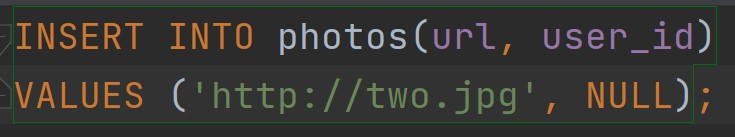 INSERT INTO photos(url, user_id)
VALUES ('http://two.jpg', NULL);